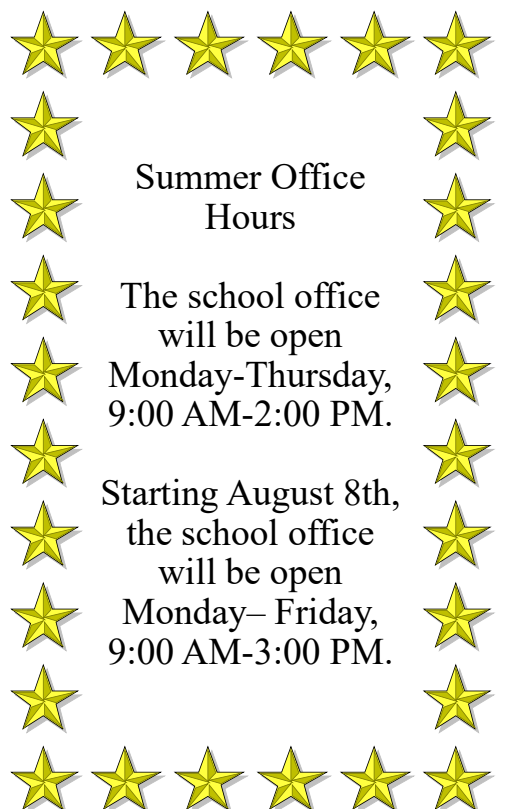 Summer Office
Hours
The school office
will be open
Monday-Thursday,
9:00 AM-2:00 PM.
Starting August 8th,
the school office
will be open
Monday– Friday,
9:00 AM-3:00 PM.